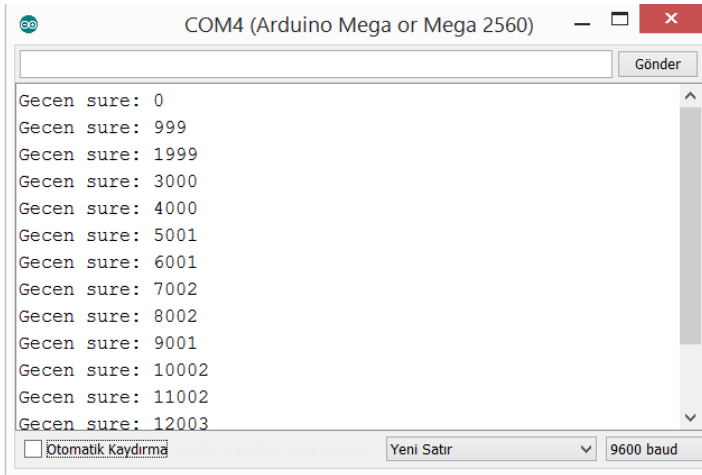 COM4 (Arduino Mega or Mega 2560)
Gönder
Gecen sure: 0
Gecen sure: 999
Gecen sure: 1999
Gecen sure: 3000
Gecen sure: 4000
Gecen sure: 5001
Gecen sure: 6001
Gecen sure: 7002
Gecen sure: 8002
Gecen sure: 9001
Gecen sure: 10002
Gecen sure: 11002
Gecen sure: 12003
Otomatik Kaydırma Yeni Satır 9600 baud